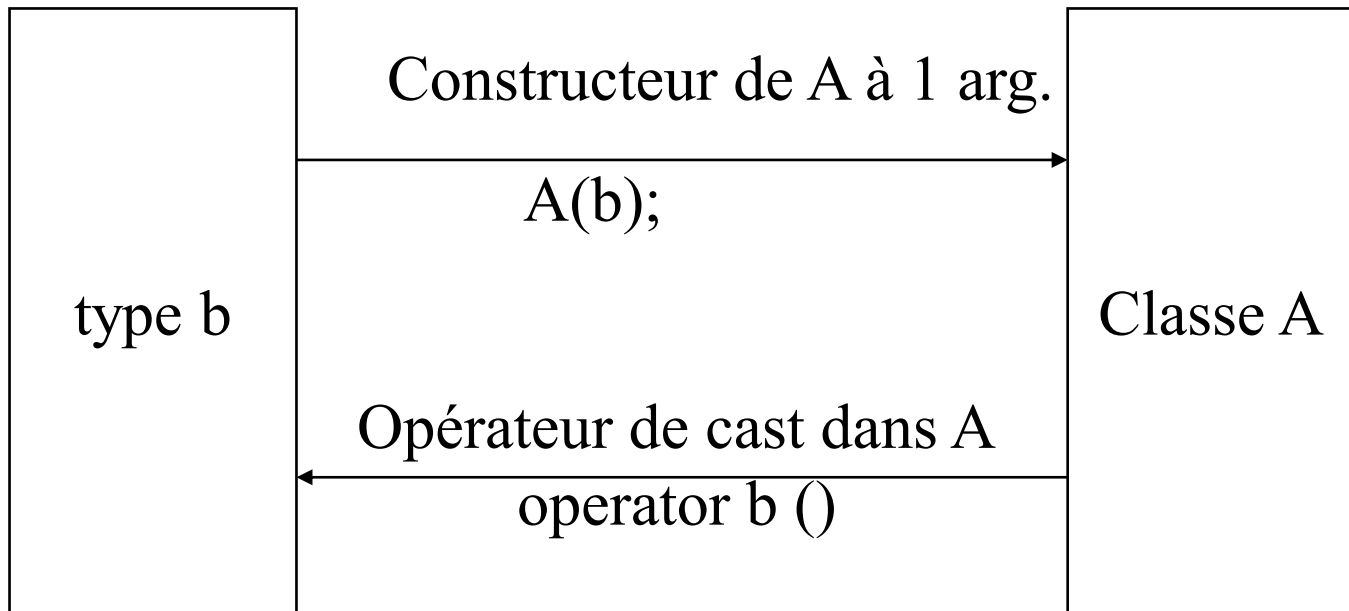 Constructeur de A à 1 arg.
A(b);
type b
Classe A
Opérateur de cast dans A
operator b ()